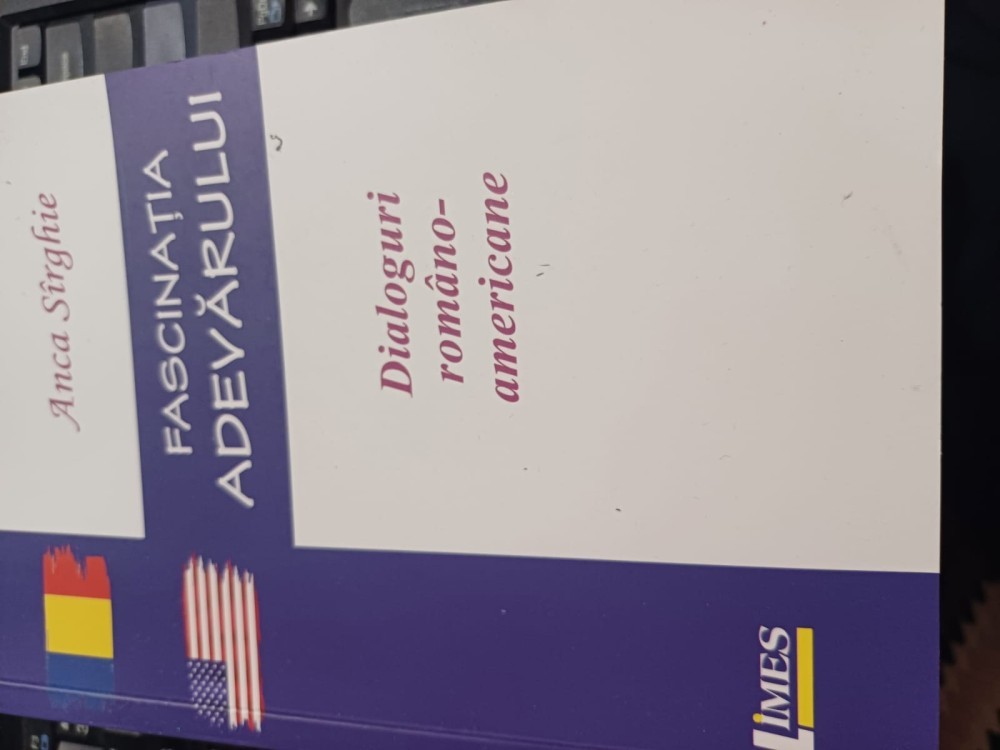 Anca Sîrghie
FASCINAȚIA
ADEVĂRULUI
Dialoguri
româno-
americane
LiMES